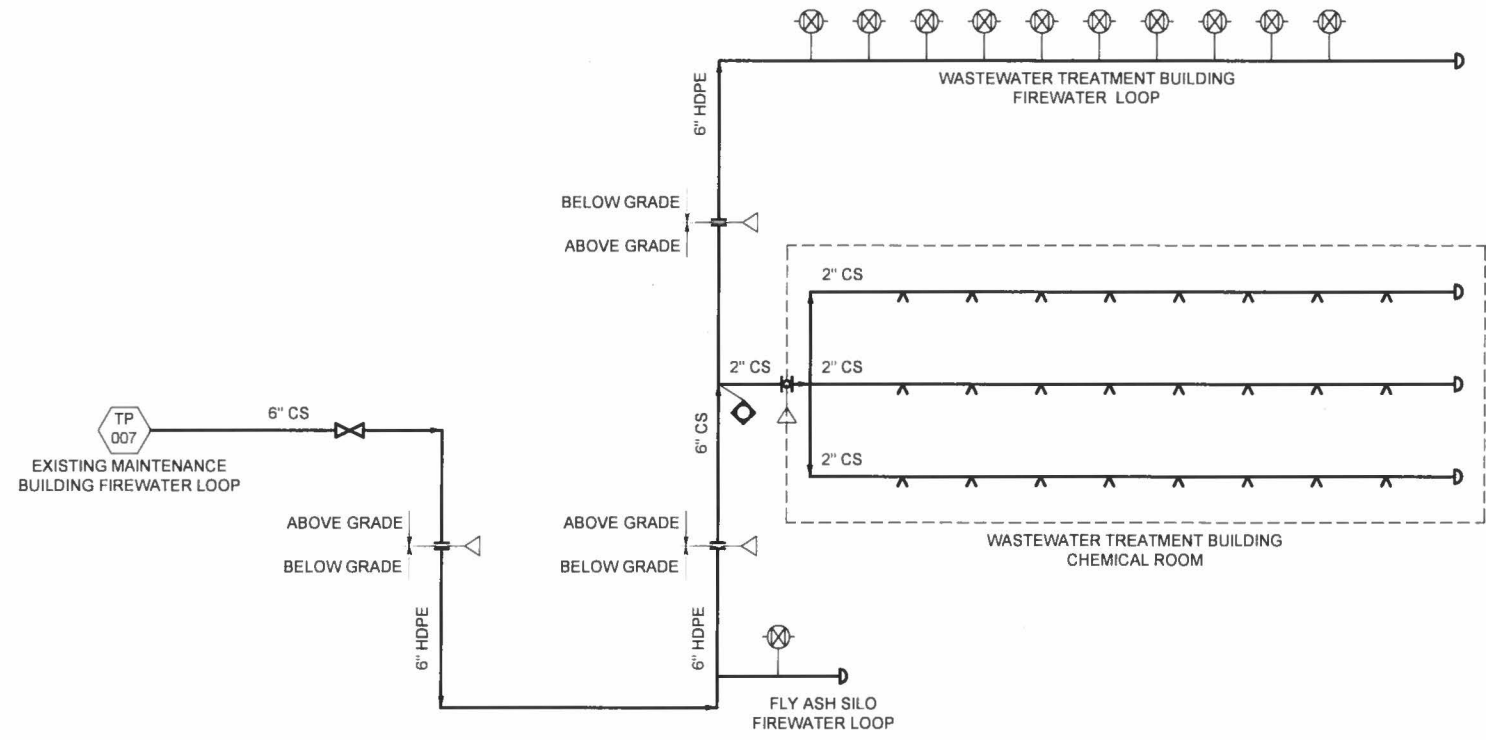 WASTEWATER TREATMENT BUILDING
FIREWATER LOOP
6" HDPE
BELOW GRADE
ABOVE GRADE
2" CS
2" CS
2" CS
2" CS
WASTEWATER TREATMENT BUILDING
CHEMICAL ROOM
TP
007
6" CS
EXISTING MAINTENANCE
BUILDING FIREWATER LOOP
6" CS
ABOVE GRADE
BELOW GRADE
ABOVE GRADE
BELOW GRADE
6" HDPE
6" HDPE
FLY ASH SILO
FIREWATER LOOP